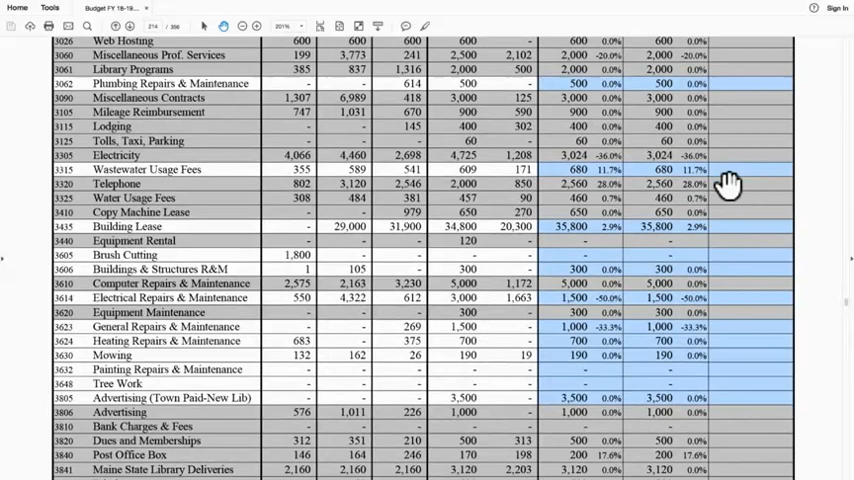 Home Tools Budget FY 18-19... × Sign In
214 / 356 201%
3026 Web Hosting 600 600 600 600 - 600 0.0% 600 0.0%
3060 Miscellaneous Prof. Services 199 3,773 241 2,500 2,102 2,000 -20.0% 2,000 -20.0%
3061 Library Programs 385 837 1,316 2,000 500 2,000 0.0% 2,000 0.0%
3062 Plumbing Repairs & Maintenance 614 500 - 500 0.0% 500 0.0%
3090 Miscellaneous Contracts 1,307 6,989 418 3,000 125 3,000 0.0% 3,000 0.0%
3105 Mileage Reimbursement 747 1,031 670 900 590 900 0.0% 900 0.0%
3115 Lodging - - 145 400 302 400 0.0% 400 0.0%
3125 Tolls, Taxi, Parking - - - 60 - 60 0.0% 60 0.0%
3305 Electricity 4,066 4,460 2,698 4,725 1,208 3,024 -36.0% 3,024 -36.0%
3315 Wastewater Usage Fees 355 589 541 609 171 680 11.7% 680 11.7%
3320 Telephone 802 3,120 2,546 2,000 850 2,560 28.0% 2,560 28.0%
3325 Water Usage Fees 308 484 381 457 90 460 0.7% 460 0.7%
3410 Copy Machine Lease - - 979 650 270 650 0.0% 650 0.0%
3435 Building Lease - 29,000 31,900 34,800 20,300 35,800 2.9% 35,800 2.9%
3440 Equipment Rental - - - 120 - - -
3605 Brush Cutting 1,800 - - - - - -
3606 Buildings & Structures R&M 1 105 - 300 - 300 0.0% 300 0.0%
3610 Computer Repairs & Maintenance 2,575 2,163 3,230 5,000 1,172 5,000 0.0% 5,000 0.0%
3614 Electrical Repairs & Maintenance 550 4,322 612 3,000 1,663 1,500 -50.0% 1,500 -50.0%
3620 Equipment Maintenance - - - 300 - 300 0.0% 300 0.0%
3623 General Repairs & Maintenance - - 269 1,500 - 1,000 -33.3% 1,000 -33.3%
3624 Heating Repairs & Maintenance 683 - 375 700 - 700 0.0% 700 0.0%
3630 Mowing 132 162 26 190 19 190 0.0% 190 0.0%
3632 Painting Repairs & Maintenance - - - - - - -
3648 Tree Work - - - - - - -
3805 Advertising (Town Paid-New Lib) - - - 3,500 - 3,500 0.0% 3,500 0.0%
3806 Advertising 576 1,011 226 1,000 - 1,000 0.0% 1,000 0.0%
3810 Bank Charges & Fees - - - - - - -
3820 Dues and Memberships 312 351 210 500 313 500 0.0% 500 0.0%
3840 Post Office Box 146 164 246 170 198 200 17.6% 200 17.6%
3841 Maine State Library Deliveries 2,160 2,160 2,160 3,120 2,203 3,120 0.0% 3,120 0.0%